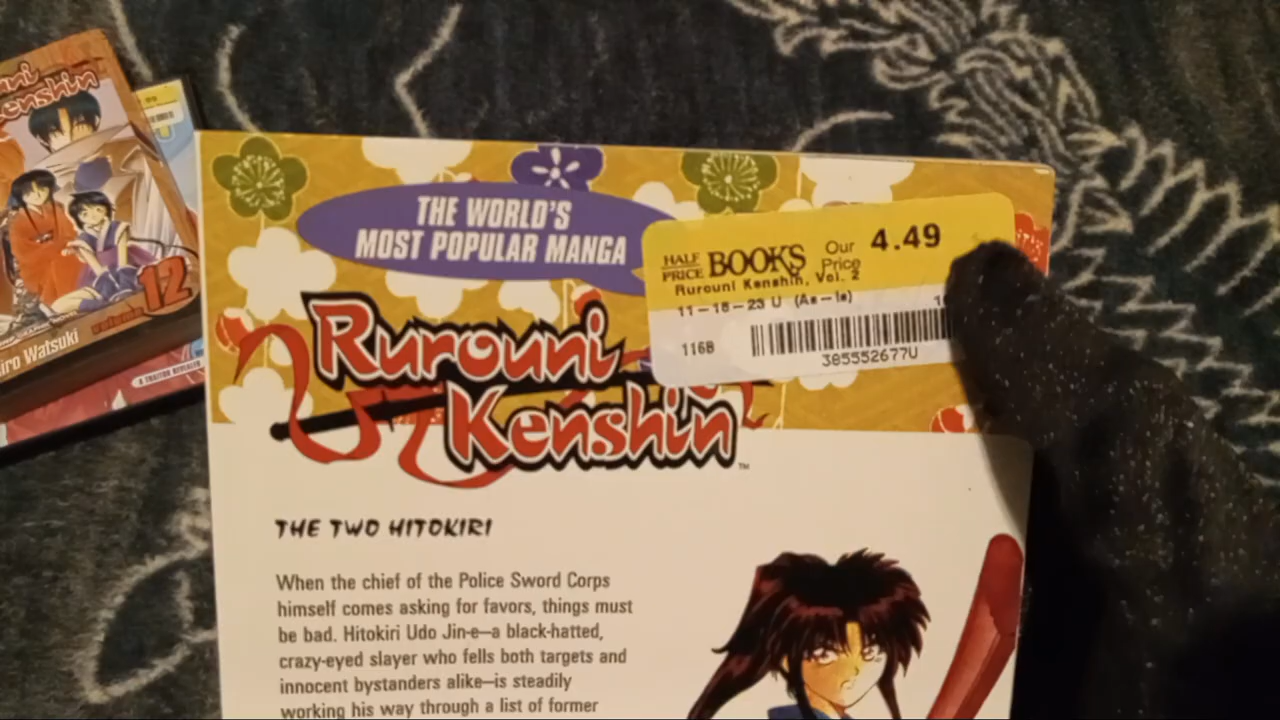 Kenshin
12
Watsuki
A TRAITOR REVEALED
THE WORLD'S
MOST POPULAR MANGA
HALF
PRICE BOOKS Our
Price 4.49
Rurouni Kenshin, Vol. 2
11-18-23 U (As-Is)
116B
385552677U
Rurouni
Kenshin
TM
THE TWO HITOKIRI
When the chief of the Police Sword Corps
himself comes asking for favors, things must
be bad. Hitokiri Udo Jin-e—a black-hatted,
crazy-eyed slayer who fells both targets and
innocent bystanders alike—is steadily
working his way through a list of former